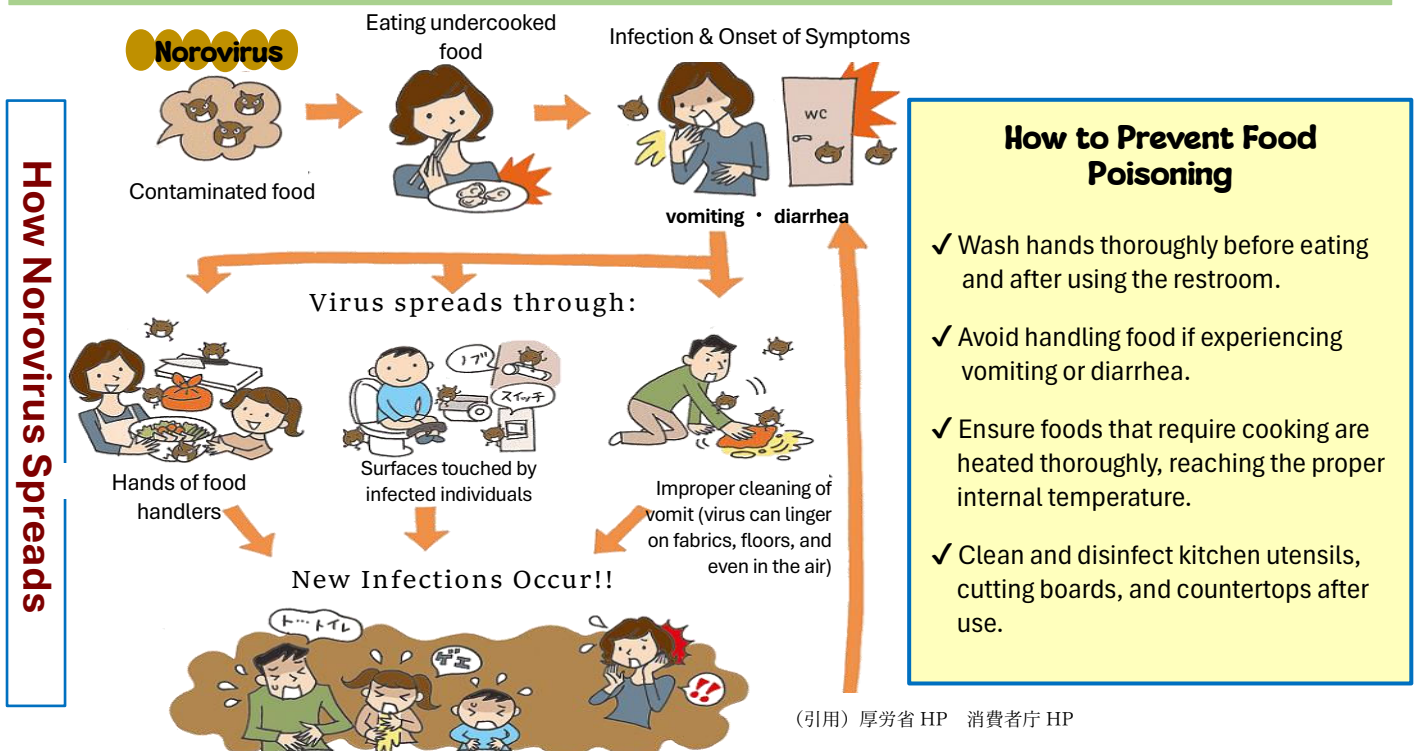 How Norovirus Spreads
Norovirus
Contaminated food
Eating undercooked
food
Infection & Onset of Symptoms
WC
vomiting ・ diarrhea
Virus spreads through:
Hands of food
handlers
ノブ
スイッチ
Surfaces touched by
infected individuals
Improper cleaning of
vomit (virus can linger
on fabrics, floors, and
even in the air)
New Infections Occur!!
ト…トイレ
ゲエ
!!
How to Prevent Food
Poisoning
✓ Wash hands thoroughly before eating
and after using the restroom.
✓ Avoid handling food if experiencing
vomiting or diarrhea.
✓ Ensure foods that require cooking are
heated thoroughly, reaching the proper
internal temperature.
✓ Clean and disinfect kitchen utensils,
cutting boards, and countertops after
use.
（引用）厚労省 HP　消費者庁 HP